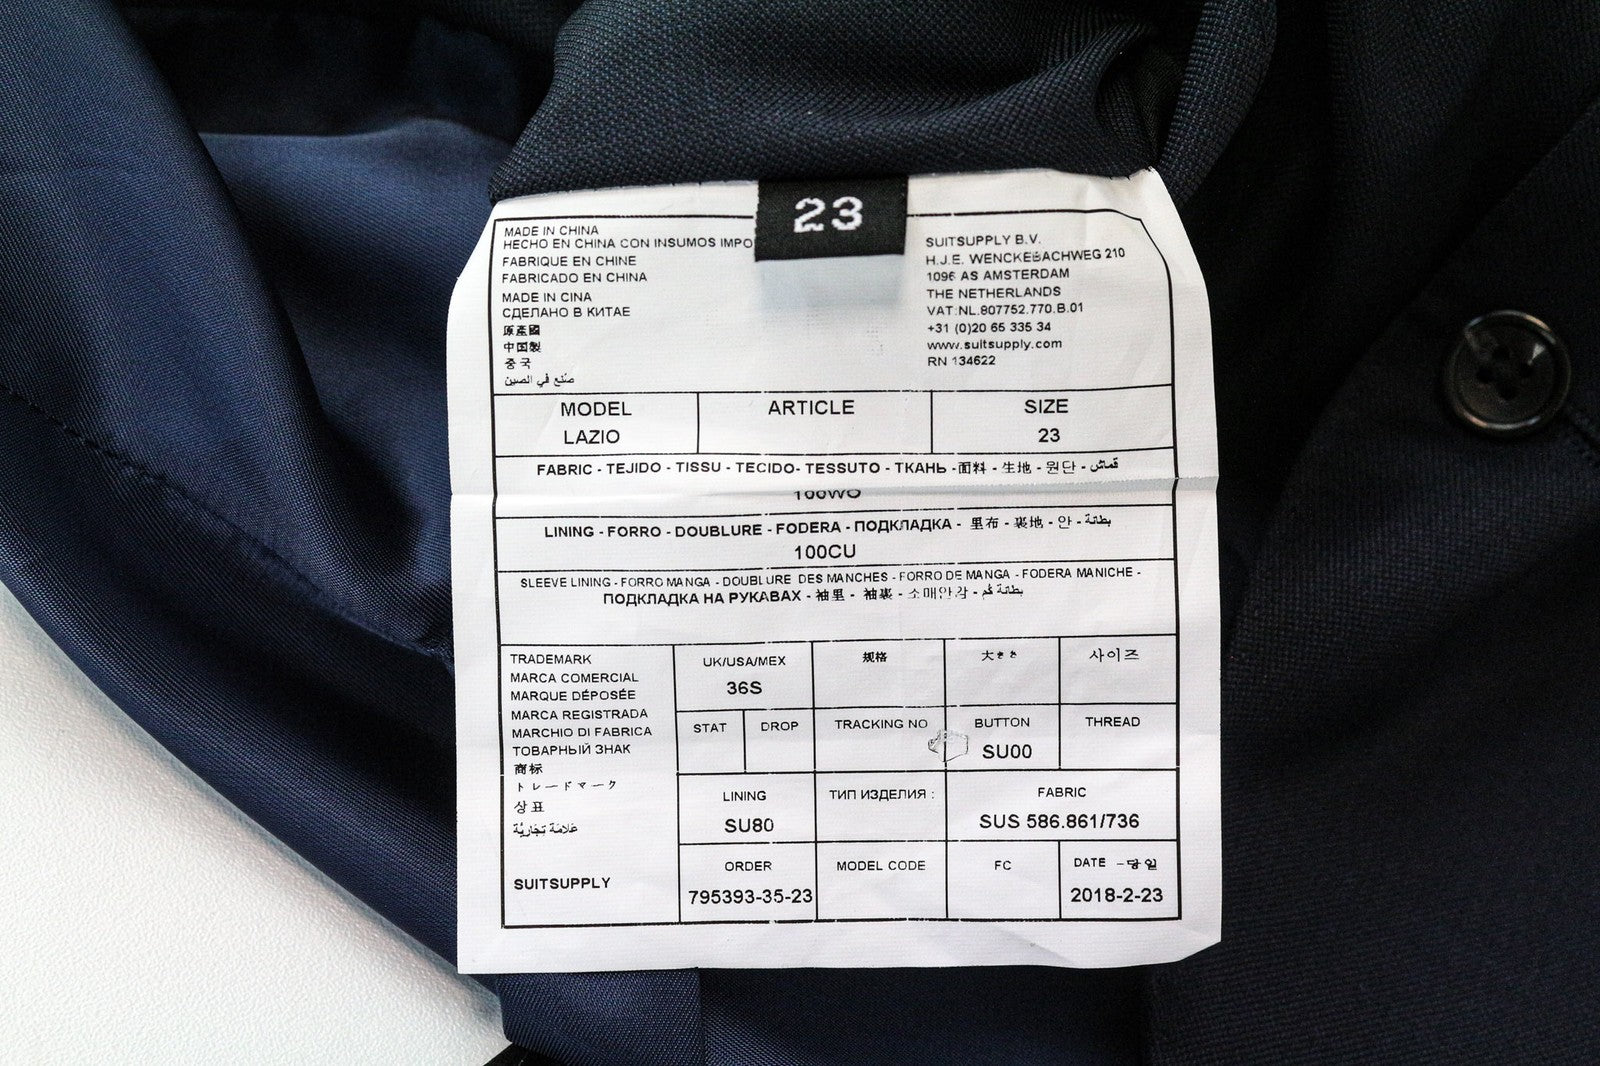 23
MADE IN CHINA
HECHO EN CHINA CON INSUMOS IMPO
FABRIQUE EN CHINE
FABRICADO EN CHINA
MADE IN CINA
СДЕЛАНО В КИТАЕ
原產國
中国製
중국
صنع في الصين
SUITSUPPLY B.V.
H.J.E. WENCKEBACHWEG 210
1096 AS AMSTERDAM
THE NETHERLANDS
VAT:NL.807752.770.B.01
+31 (0)20 65 335 34
www.suitsupply.com
RN 134622
MODEL
LAZIO
ARTICLE
SIZE
23
FABRIC - TEJIDO - TISSU - TECIDO- TESSUTO - ТКАНЬ -面料 - 生地 - 원단 - قماش
100WO
LINING - FORRO - DOUBLURE - FODERA - ПОДКЛАДКА - 里布 - 裏地 - 안 - بطانة
100CU
SLEEVE LINING - FORRO MANGA - DOUBLURE DES MANCHES - FORRO DE MANGA - FODERA MANICHE -
ПОДКЛАДКА НА РУКАВАХ - 袖里 - 袖裏 - 소매안감 - بطانة كم
TRADEMARK
MARCA COMERCIAL
MARQUE DÉPOSÉE
MARCA REGISTRADA
MARCHIO DI FABRICA
ТОВАРНЫЙ ЗНАК
商标
トレードマーク
상표
علامة تجارية
SUITSUPPLY
UK/USA/MEX
36S
规格
大きさ
사이즈
STAT
DROP
TRACKING NO
BUTTON
SU00
THREAD
LINING
SU80
ТИП ИЗДЕЛИЯ :
FABRIC
SUS 586.861/736
ORDER
795393-35-23
MODEL CODE
FC
DATE
2018-2-23